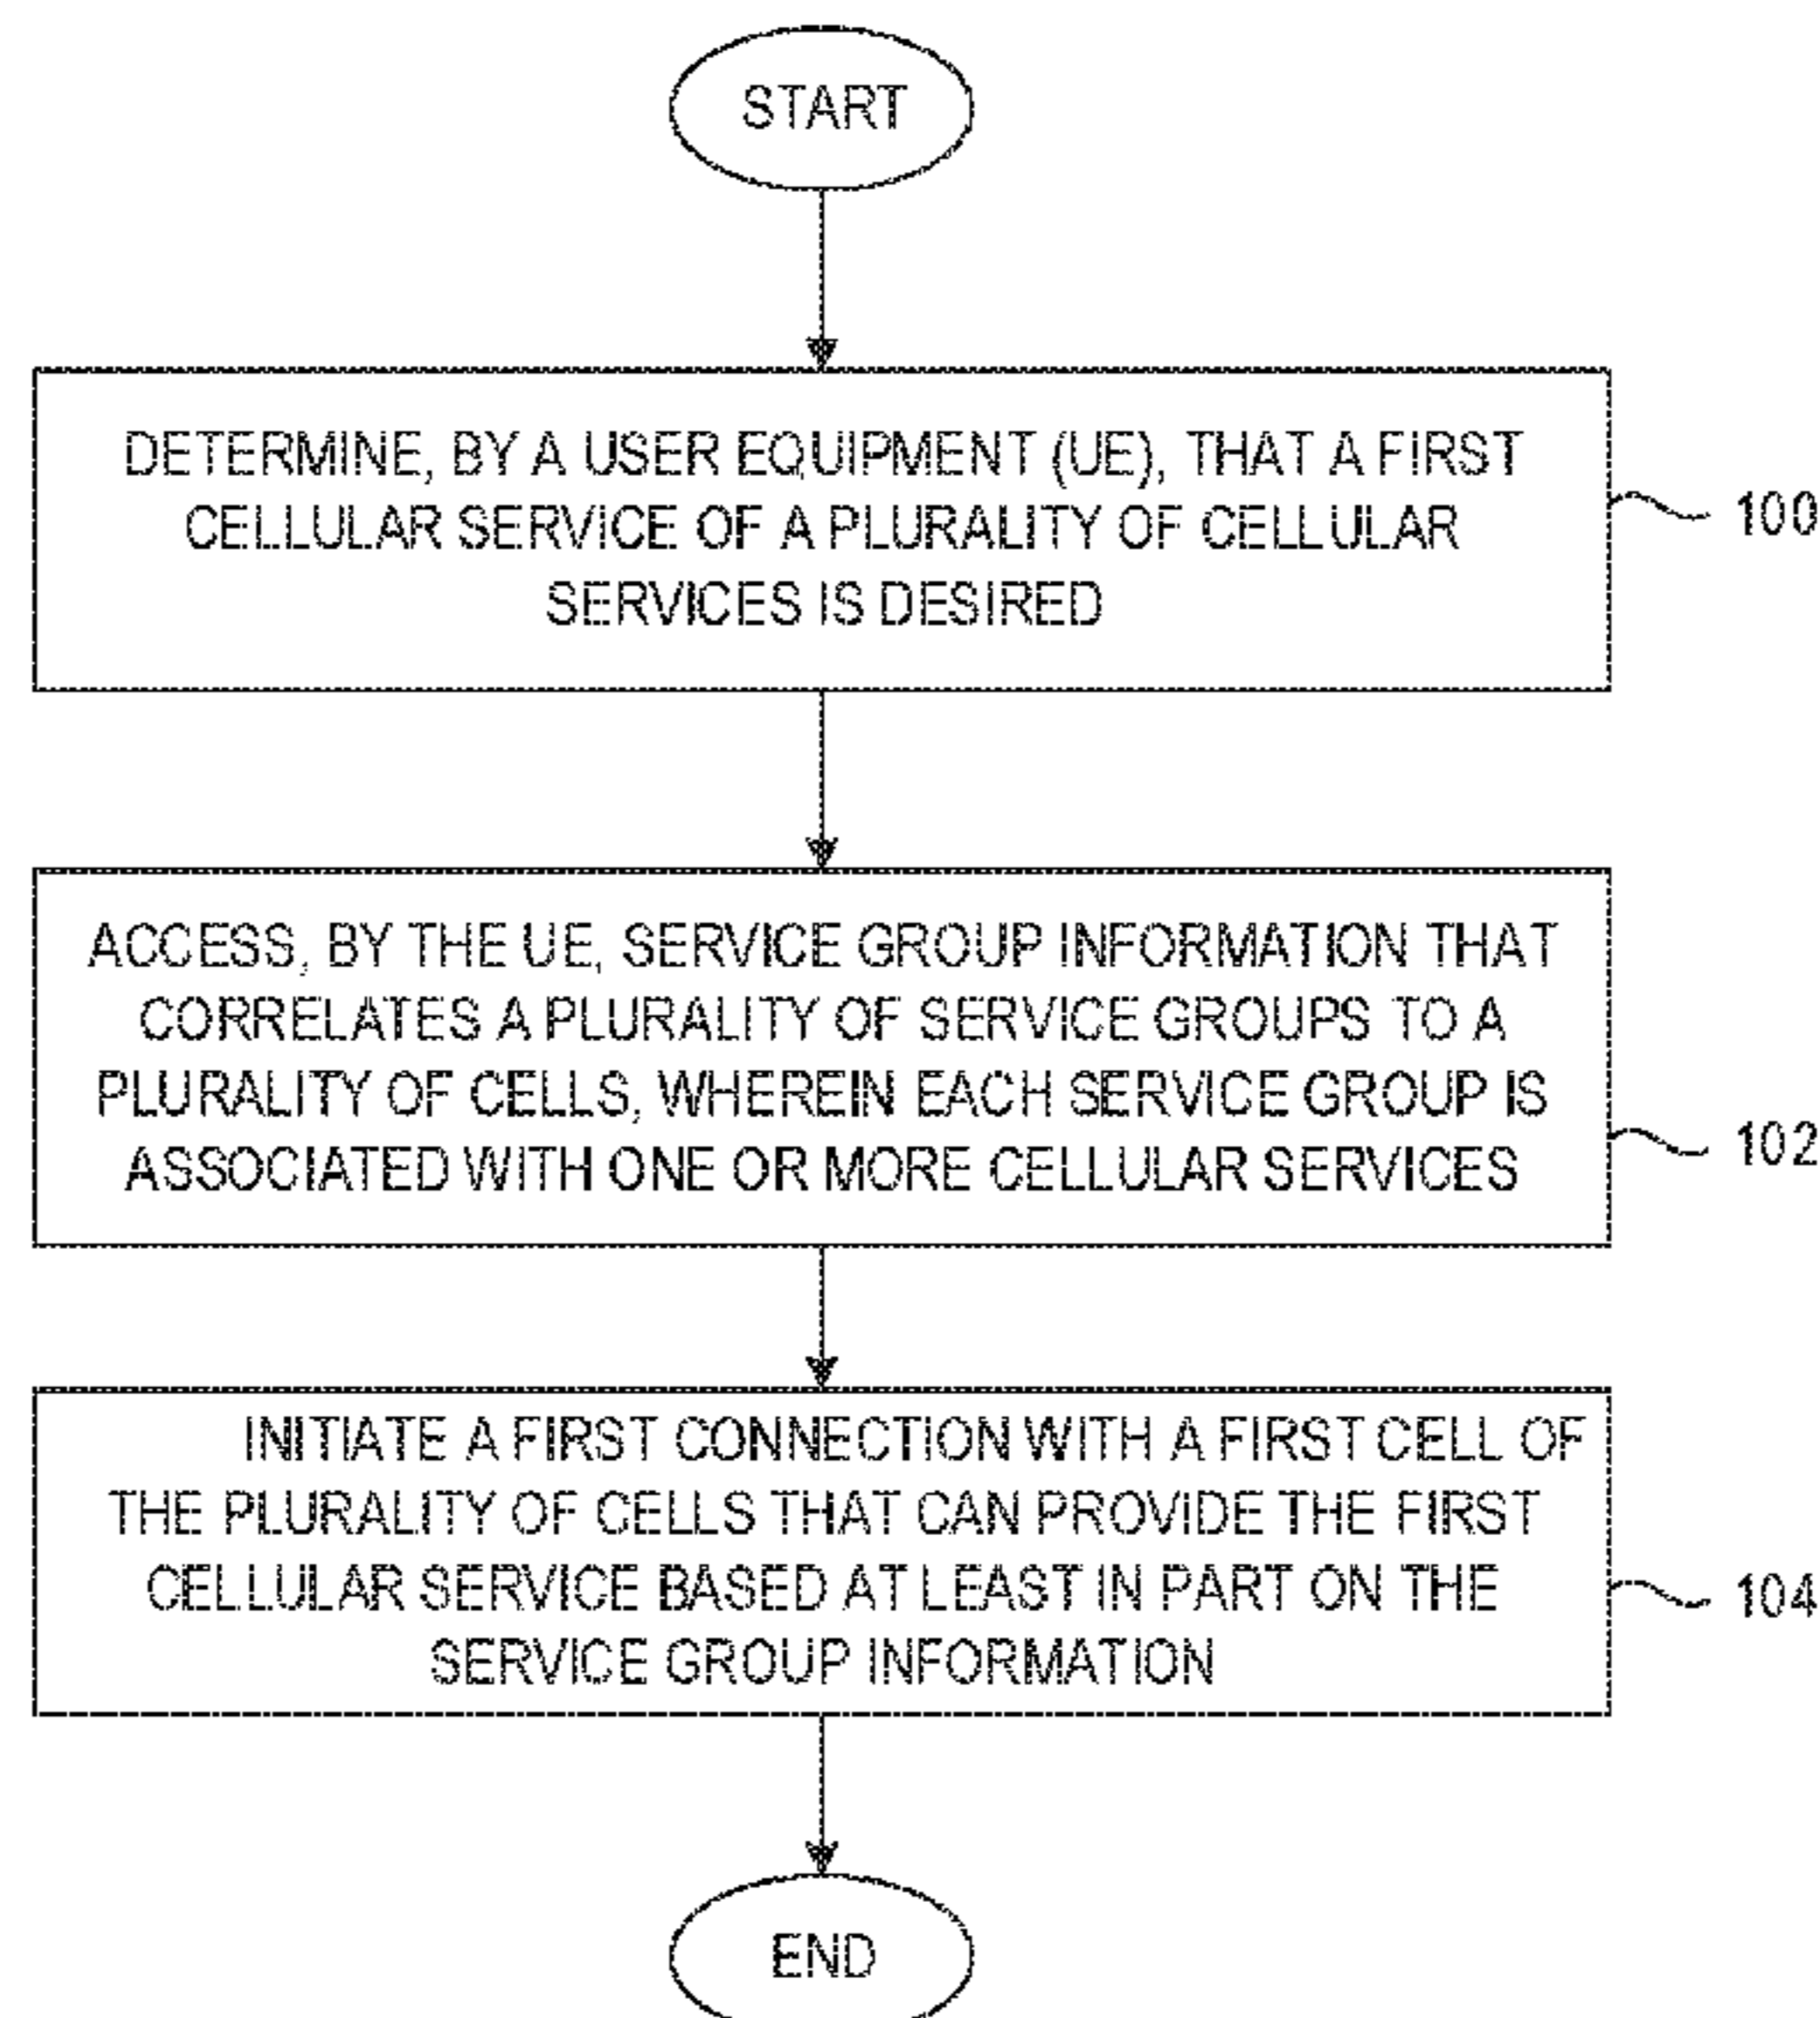 START
DETERMINE, BY A USER EQUIPMENT (UE), THAT A FIRST
CELLULAR SERVICE OF A PLURALITY OF CELLULAR
SERVICES IS DESIRED
100
ACCESS, BY THE UE, SERVICE GROUP INFORMATION THAT
CORRELATES A PLURALITY OF SERVICE GROUPS TO A
PLURALITY OF CELLS, WHEREIN EACH SERVICE GROUP IS
ASSOCIATED WITH ONE OR MORE CELLULAR SERVICES
102
INITIATE A FIRST CONNECTION WITH A FIRST CELL OF
THE PLURALITY OF CELLS THAT CAN PROVIDE THE FIRST
CELLULAR SERVICE BASED AT LEAST IN PART ON THE
SERVICE GROUP INFORMATION
104
END